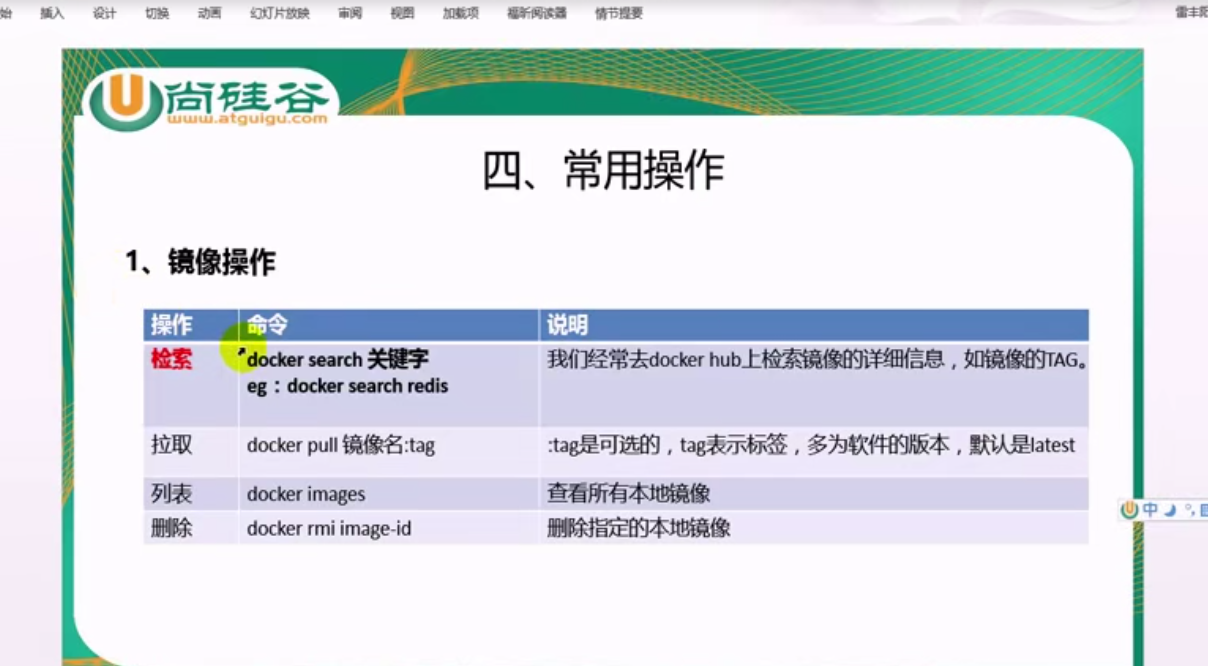 始 插入 设计 切换 动画 幻灯片放映 审阅 视图 加载项 福昕阅读器 情节提要 雷丰阳
尚硅谷
www.atguigu.com
四、常用操作
1、镜像操作
操作 命令 说明
检索 docker search 关键字 我们经常去docker hub上检索镜像的详细信息，如镜像的TAG。
eg：docker search redis
拉取 docker pull 镜像名:tag :tag是可选的，tag表示标签，多为软件的版本，默认是latest
列表 docker images 查看所有本地镜像
删除 docker rmi image-id 删除指定的本地镜像
中